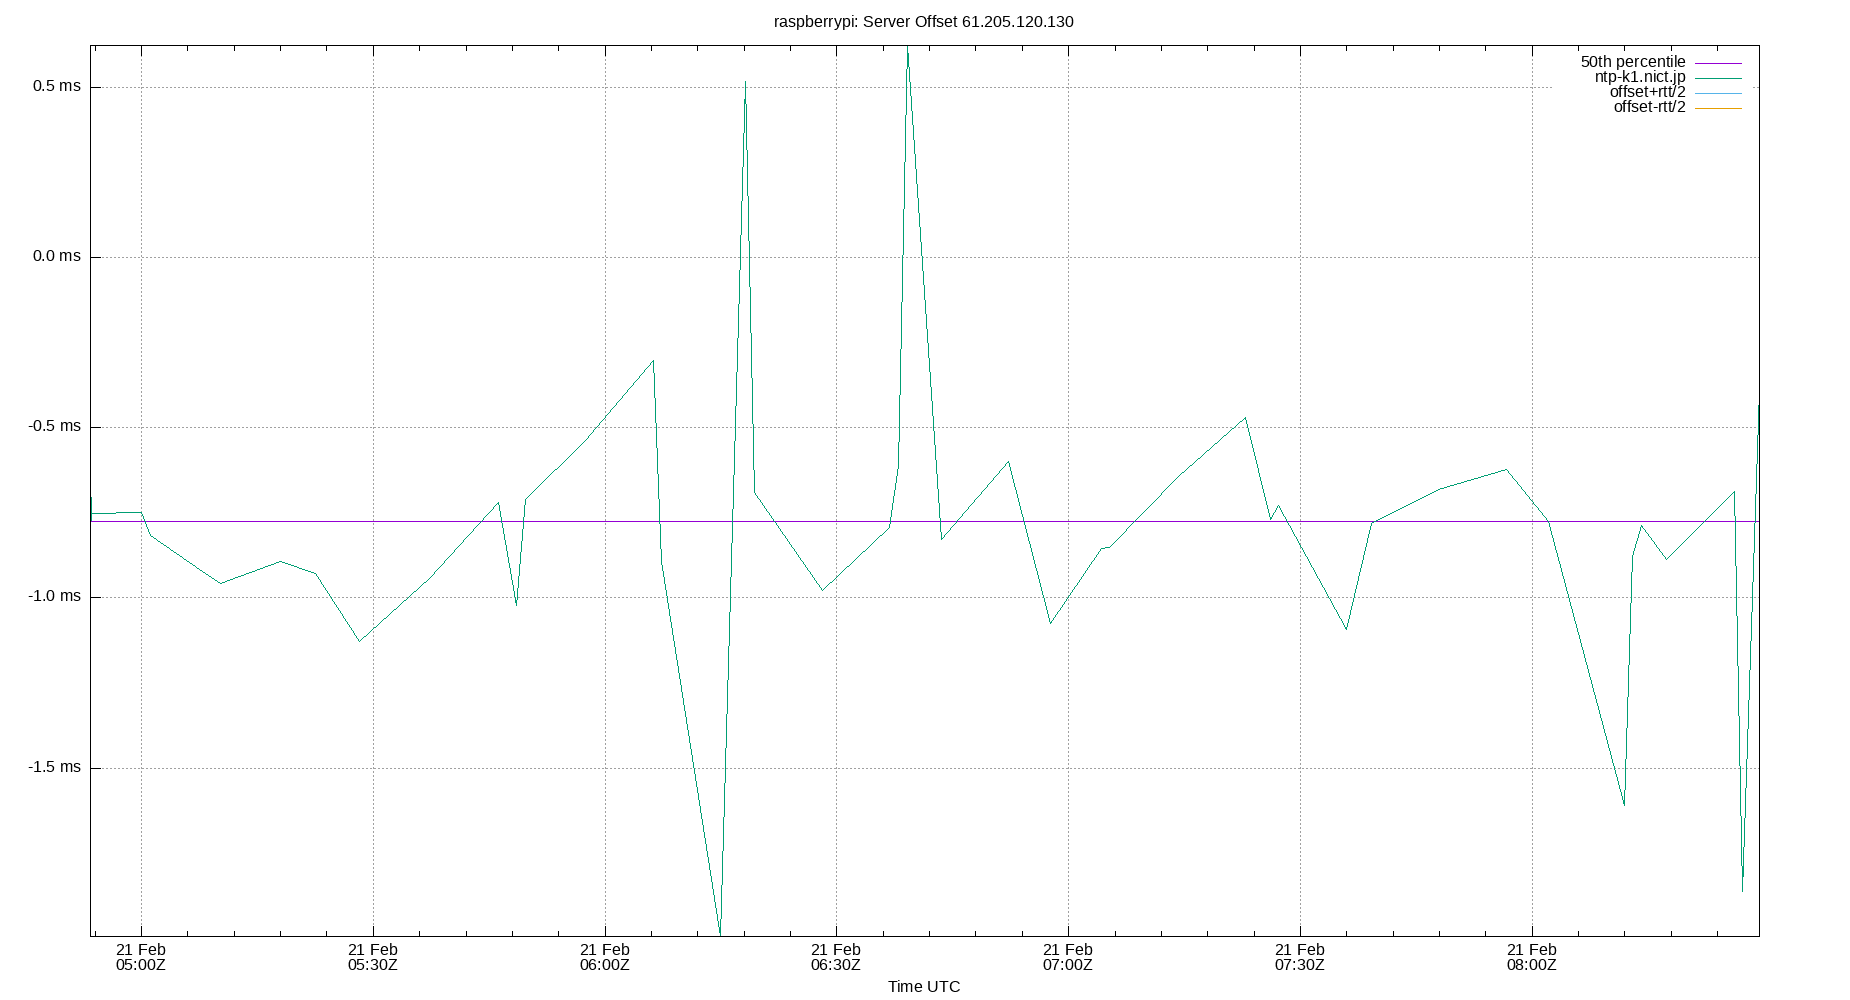 raspberrypi: Server Offset 61.205.120.130
50th percentile
ntp-k1.nict.jp
offset+rtt/2
offset-rtt/2
0.5 ms
0.0 ms
-0.5 ms
-1.0 ms
-1.5 ms
21 Feb 21 Feb 21 Feb 21 Feb 21 Feb 21 Feb 21 Feb
05:00Z 05:30Z 06:00Z 06:30Z 07:00Z 07:30Z 08:00Z
Time UTC